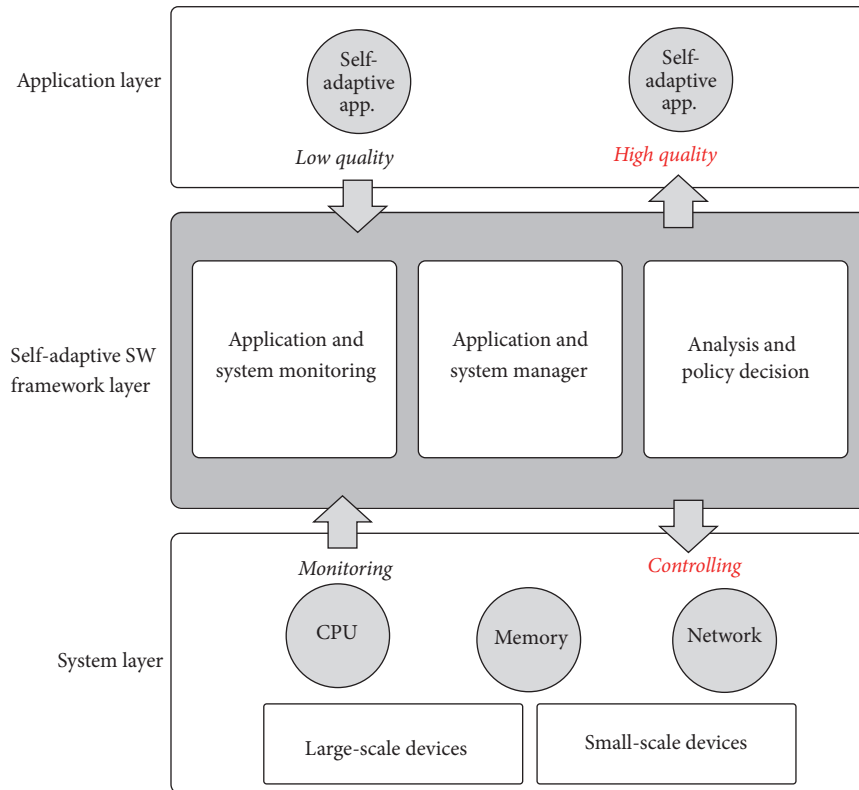 Application layer
Self-
adaptive
app.
Self-
adaptive
app.
Low quality
High quality
Self-adaptive SW
framework layer
Application and
system monitoring
Application and
system manager
Analysis and
policy decision
Monitoring
Controlling
System layer
CPU
Memory
Network
Large-scale devices
Small-scale devices